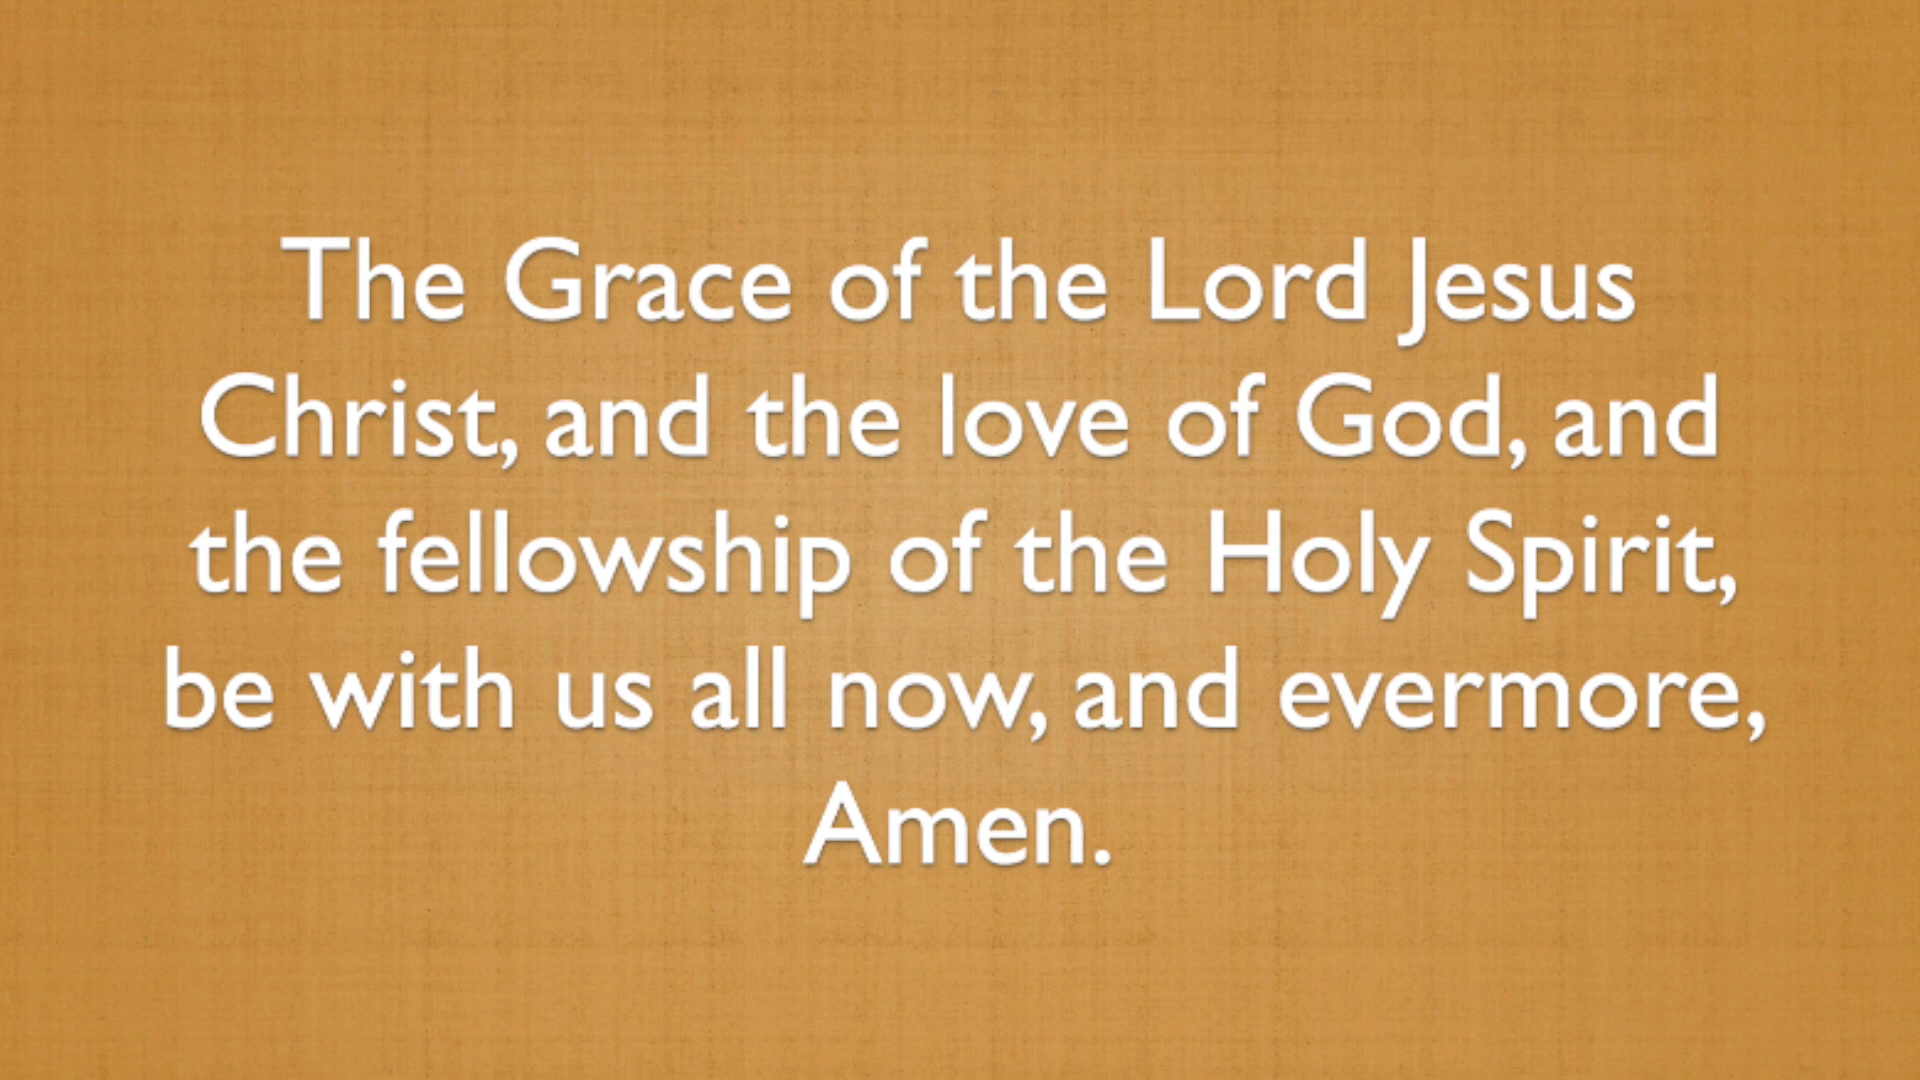 The Grace of the Lord Jesus
Christ, and the love of God, and
the fellowship of the Holy Spirit,
be with us all now, and evermore,
Amen.